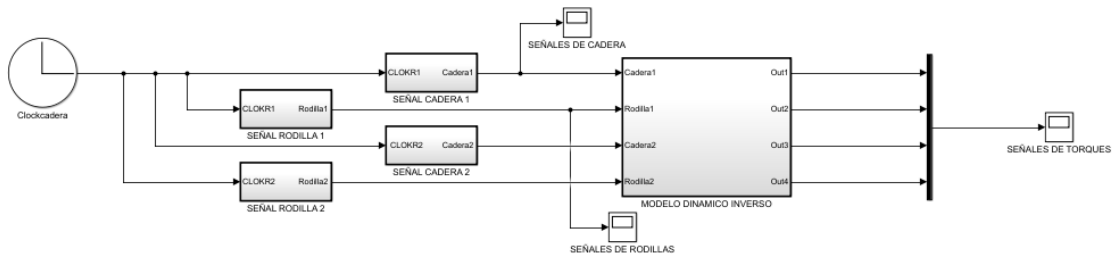 SEÑALES DE CADERA
Clockcadera
CLOKR1
Cadera1
SEÑAL CADERA 1
CLOKR1
Rodilla1
SEÑAL RODILLA 1
CLOKR2
Cadera2
SEÑAL CADERA 2
CLOKR2
Rodilla2
SEÑAL RODILLA 2
Cadera1
Out1
Rodilla1
Out2
Cadera2
Out3
Rodilla2
Out4
MODELO DINAMICO INVERSO
SEÑALES DE TORQUES
SEÑALES DE RODILLAS